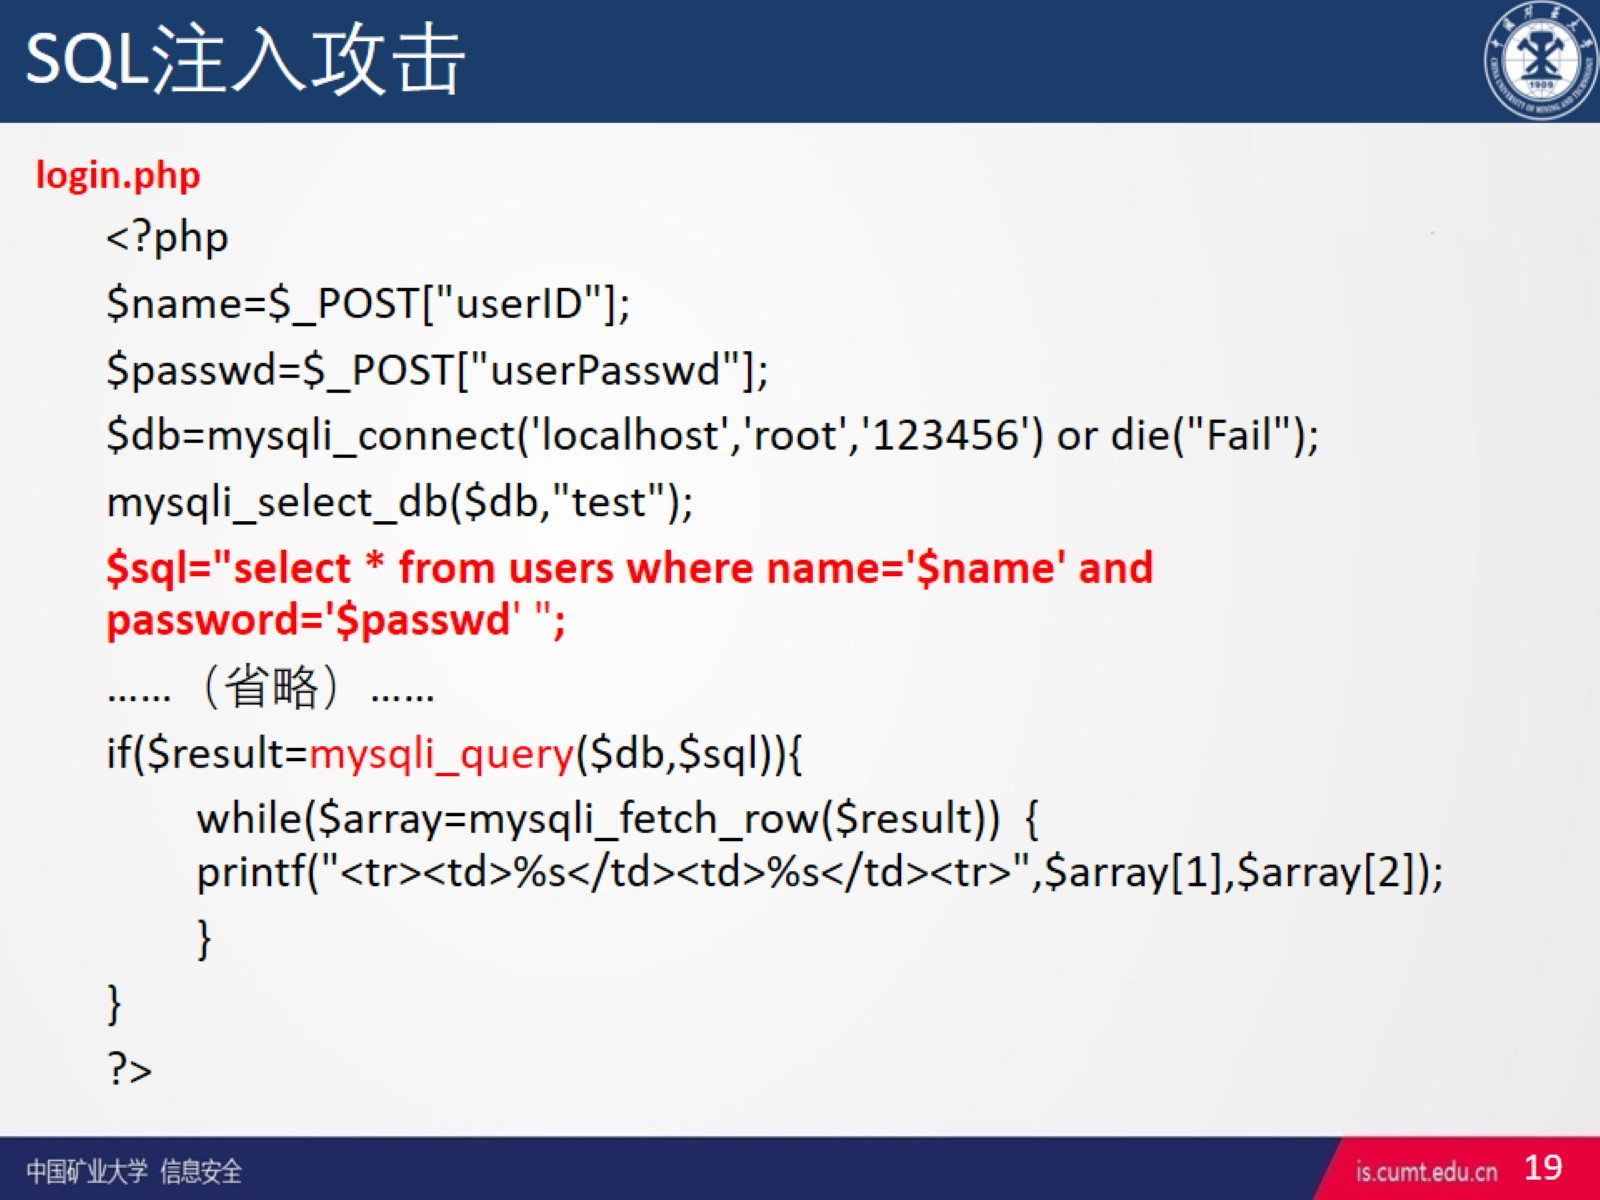 SQL注入攻击
1909
login.php
<?php
$name=$_POST["userID"];
$passwd=$_POST["userPasswd"];
$db=mysqli_connect('localhost','root','123456') or die("Fail");
mysqli_select_db($db,"test");
$sql="select * from users where name='$name' and
password='$passwd' ";
......（省略）......
if($result=mysqli_query($db,$sql)){
while($array=mysqli_fetch_row($result)) {
printf("<tr><td>%s</td><td>%s</td><tr>",$array[1],$array[2]);
}
}
?>
中国矿业大学 信息安全
is.cumt.edu.cn 19